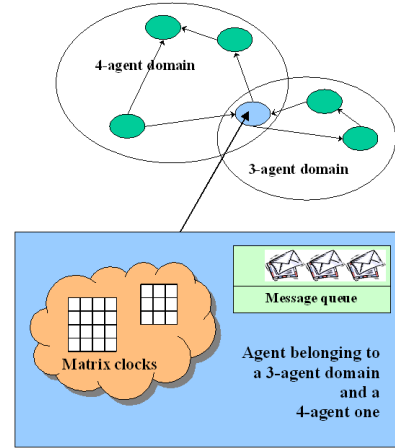 4-agent domain
3-agent domain
Message queue
Matrix clocks
Agent belonging to
a 3-agent domain
and a
4-agent one